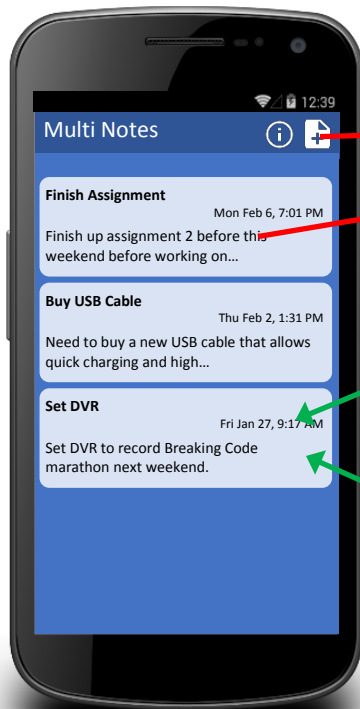 12:39
Multi Notes
Finish Assignment
Mon Feb 6, 7:01 PM
Finish up assignment 2 before this
weekend before working on...
Buy USB Cable
Thu Feb 2, 1:31 PM
Need to buy a new USB cable that allows
quick charging and high...
Set DVR
Fri Jan 27, 9:17 AM
Set DVR to record Breaking Code
marathon next weekend.